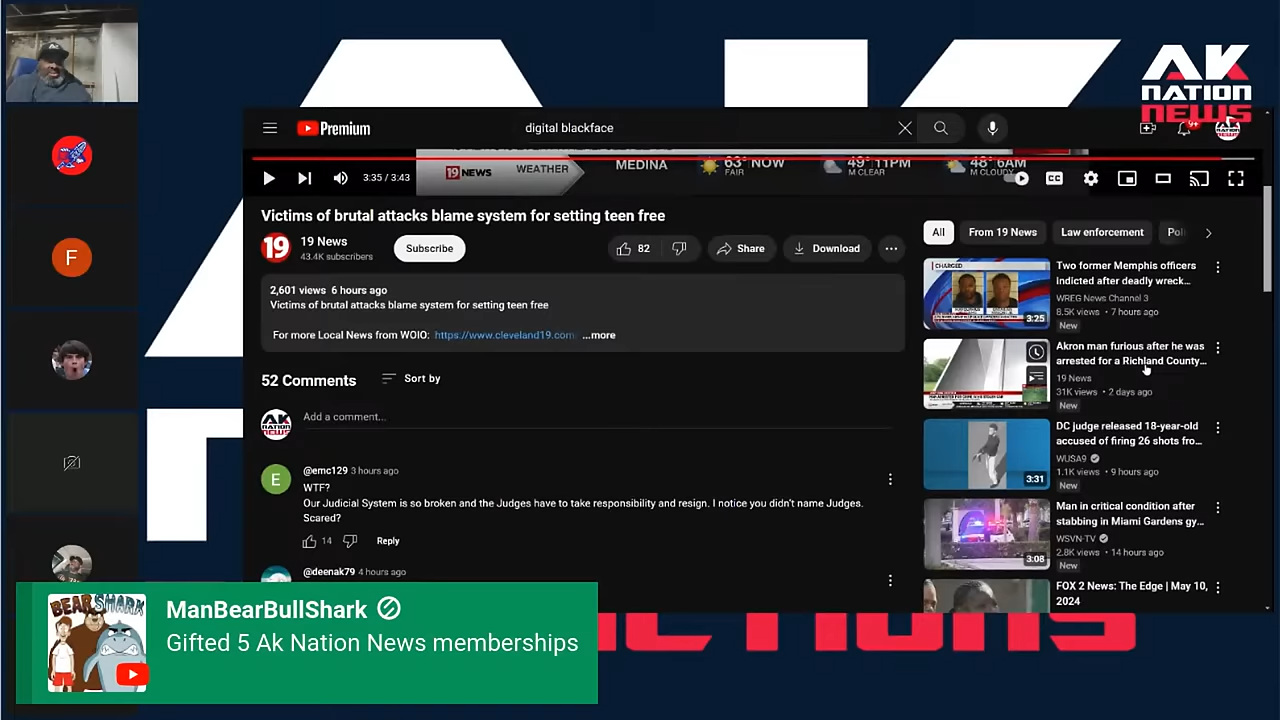 AK
NATION
NEWS
Premium
digital blackface
9+
3:35 / 3:43
19 NEWS
WEATHER
MEDINA
63° NOW
FAIR
49° 11PM
M CLEAR
48° 6AM
M CLOUDY
CC
Victims of brutal attacks blame system for setting teen free
19 News
43.4K subscribers
Subscribe
82
Share
Download
2,601 views 6 hours ago
Victims of brutal attacks blame system for setting teen free
For more Local News from WOIO: https://www.cleveland19.com ...more
52 Comments
Sort by
Add a comment...
E
@emc129 3 hours ago
WTF?
Our Judicial System is so broken and the Judges have to take responsibility and resign. I notice you didn't name Judges.
Scared?
14
Reply
@deenak79 4 hours ago
All
From 19 News
Law enforcement
Poli
CHARGED
3:25
Two former Memphis officers
Indicted after deadly wreck...
WREG News Channel 3
8.5K views • 7 hours ago
New
Akron man furious after he was
arrested for a Richland County...
19 News
31K views • 2 days ago
New
3:31
DC judge released 18-year-old
accused of firing 26 shots fro...
WUSA9
1.1K views • 9 hours ago
New
3:08
Man in critical condition after
stabbing in Miami Gardens gy...
WSVN-TV
2.8K views • 14 hours ago
New
FOX 2 News: The Edge | May 10,
2024
F
BEARSHARK
ManBearBullShark
Gifted 5 Ak Nation News memberships